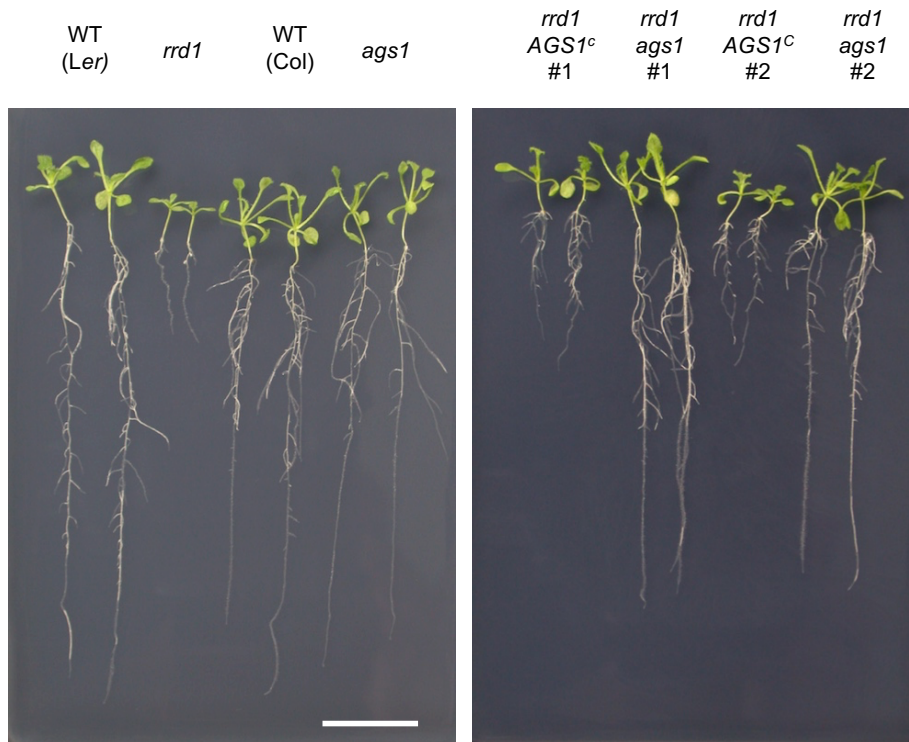 WT
(Ler)
rrd1
WT
(Col)
ags1
rrd1
AGS1ᶜ
#1
rrd1
ags1
#1
rrd1
AGS1ᶜ
#2
rrd1
ags1
#2